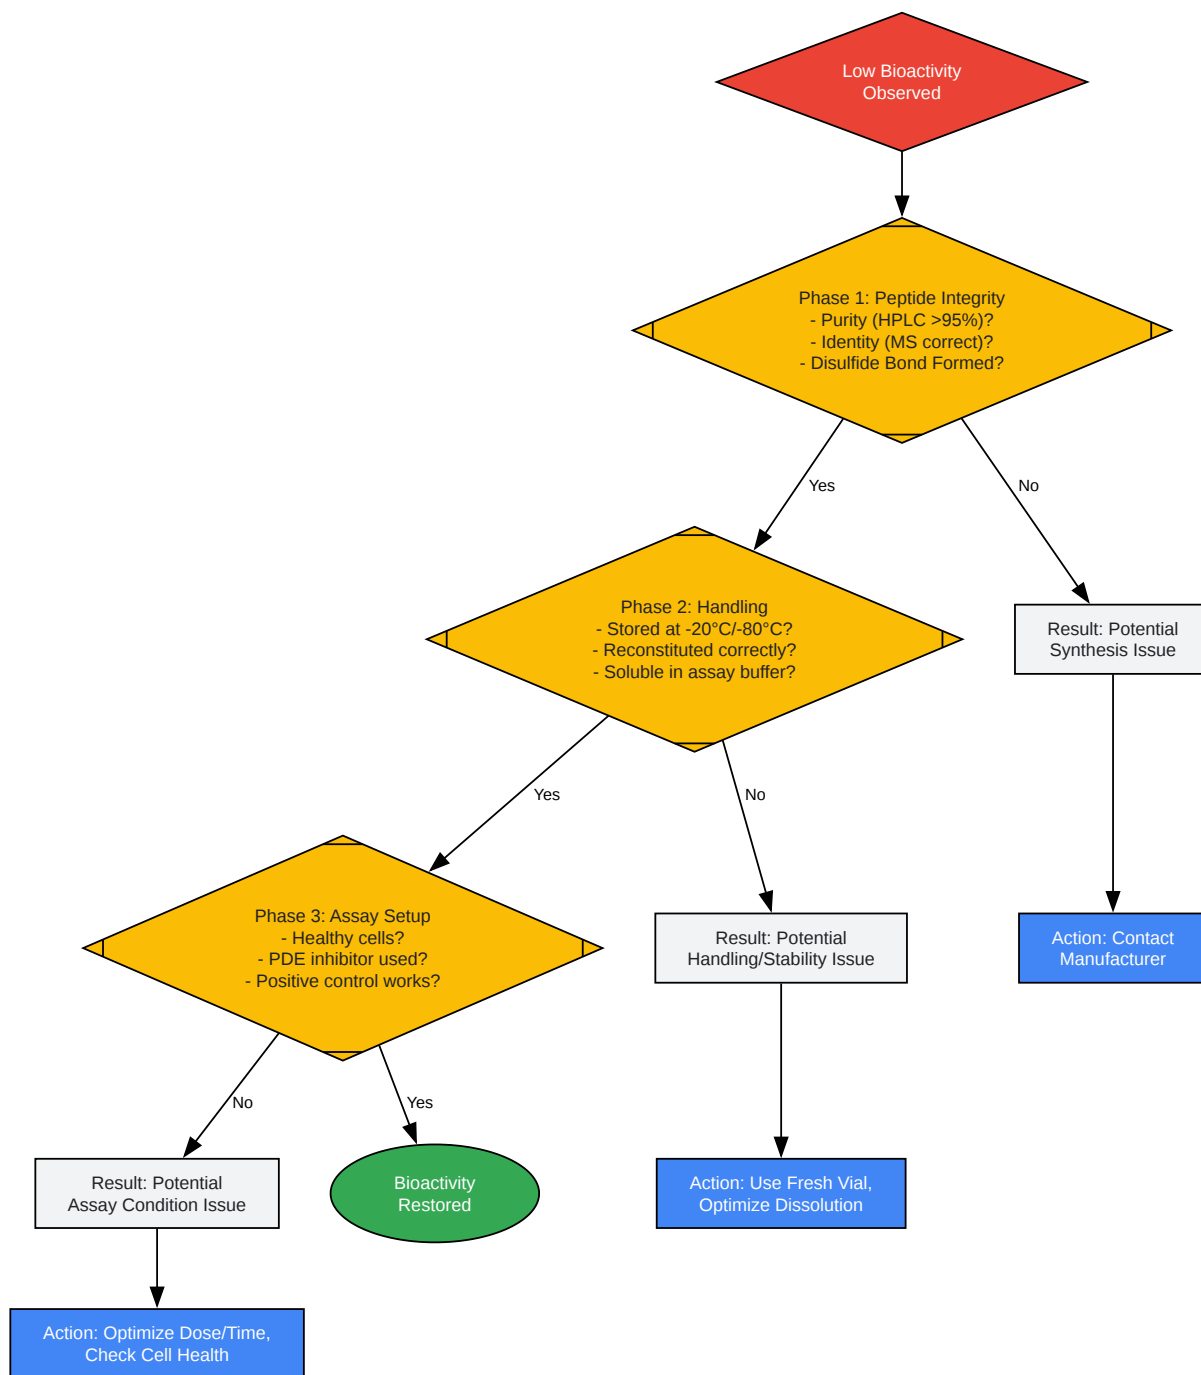 Low Bioactivity
Observed
Phase 1: Peptide Integrity
- Purity (HPLC >95%)?
- Identity (MS correct)?
- Disulfide Bond Formed?
Yes
No
Phase 2: Handling
- Stored at -20°C/-80°C?
- Reconstituted correctly?
- Soluble in assay buffer?
Result: Potential
Synthesis Issue
Yes
No
Phase 3: Assay Setup
- Healthy cells?
- PDE inhibitor used?
- Positive control works?
Result: Potential
Handling/Stability Issue
Action: Contact
Manufacturer
No
Yes
Result: Potential
Assay Condition Issue
Bioactivity
Restored
Action: Use Fresh Vial,
Optimize Dissolution
Action: Optimize Dose/Time,
Check Cell Health